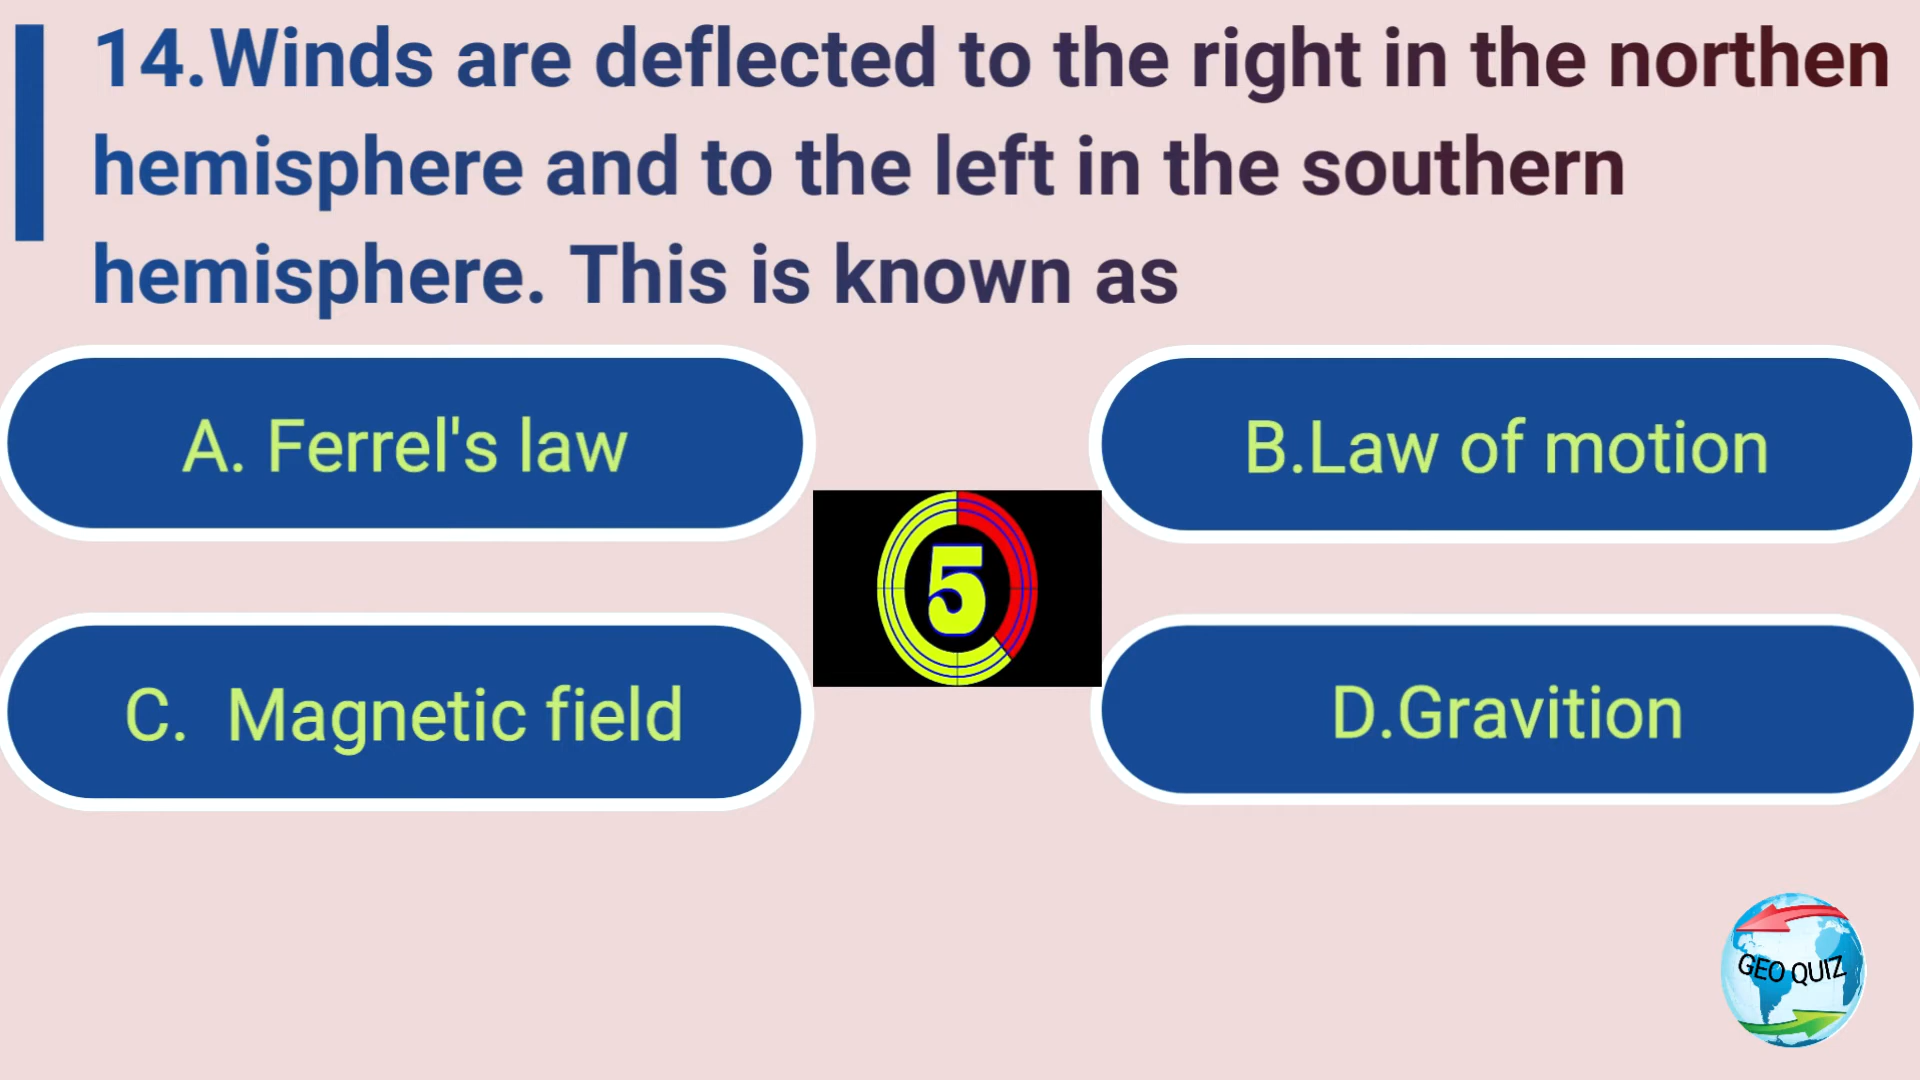 14.Winds are deflected to the right in the northen
hemisphere and to the left in the southern
hemisphere. This is known as
A. Ferrel's law
B.Law of motion
5
C. Magnetic field
D.Gravition
GEO QUIZ